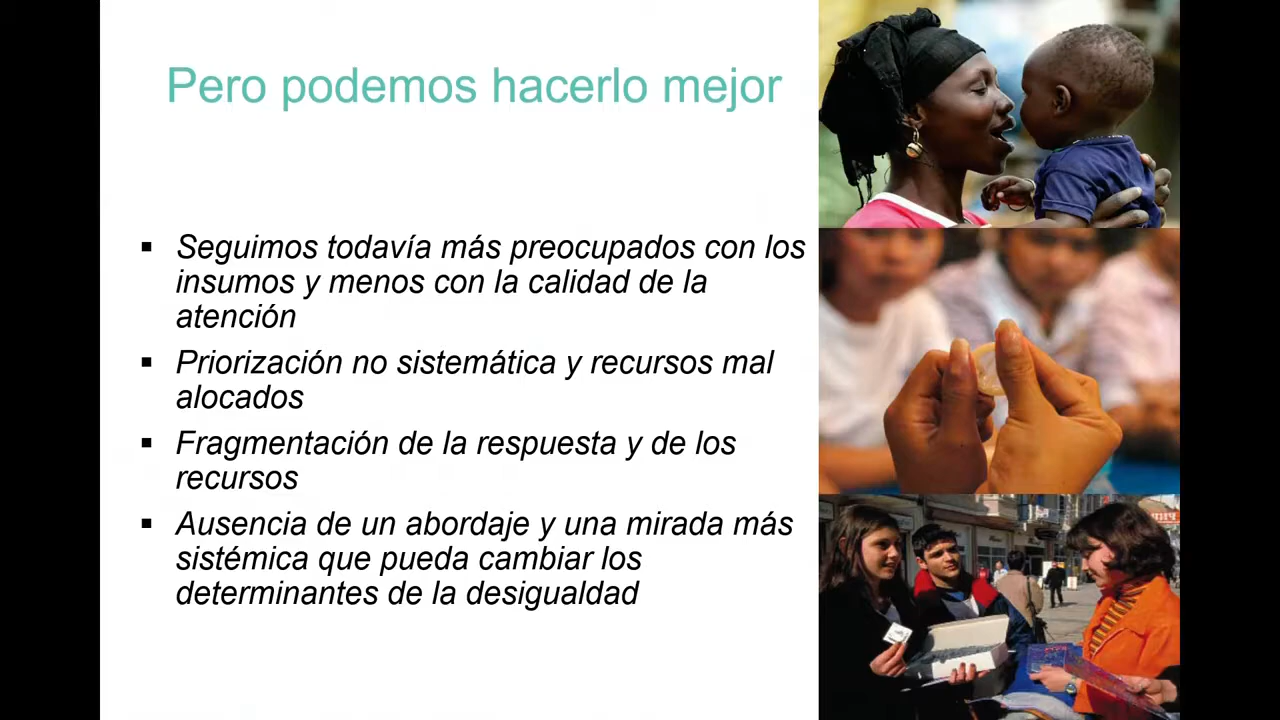 Pero podemos hacerlo mejor
▪ Seguimos todavía más preocupados con los
insumos y menos con la calidad de la
atención
▪ Priorización no sistemática y recursos mal
alocados
▪ Fragmentación de la respuesta y de los
recursos
▪ Ausencia de un abordaje y una mirada más
sistémica que pueda cambiar los
determinantes de la desigualdad